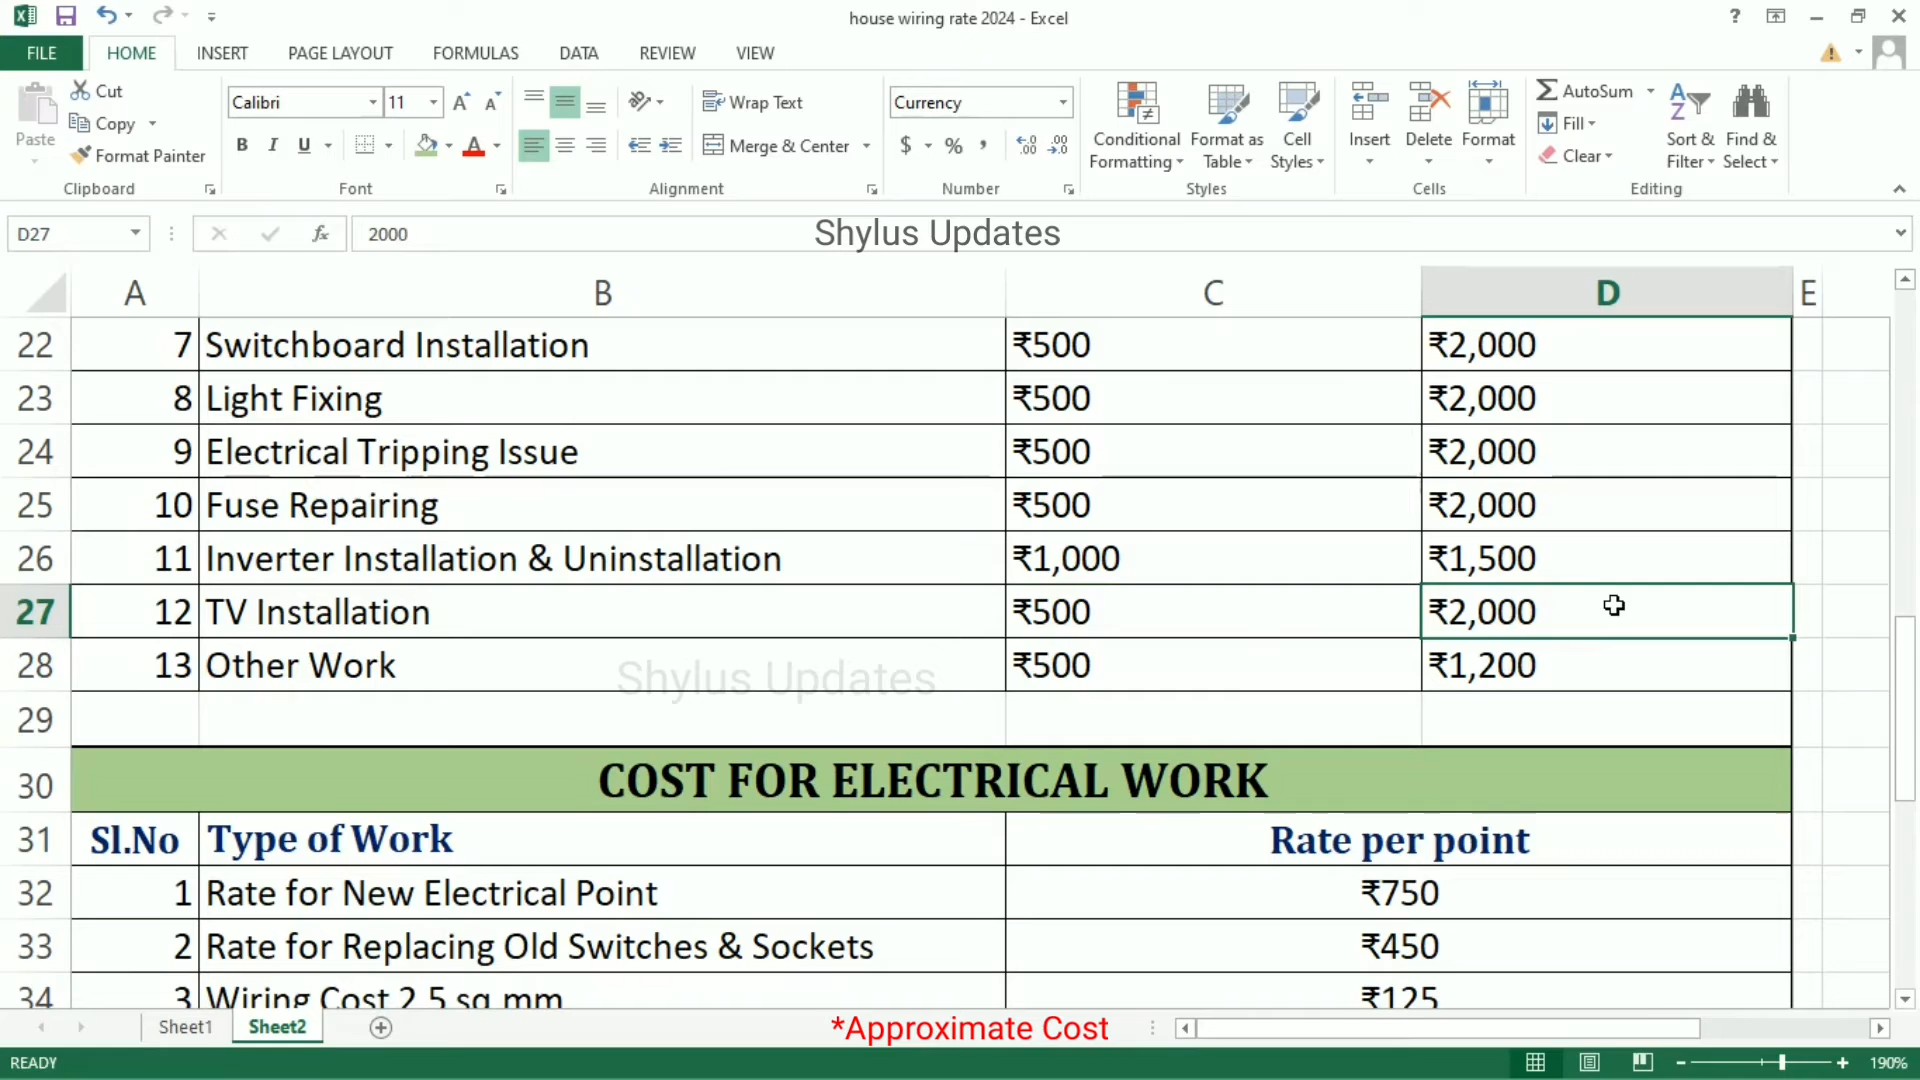 house wiring rate 2024 - Excel
FILE HOME INSERT PAGE LAYOUT FORMULAS DATA REVIEW VIEW
Paste Cut Copy Format Painter Clipboard
Calibri 11 B I U A A A Font
Wrap Text Merge & Center Alignment
Currency $ % , Number
Conditional Formatting Format as Table Cell Styles Styles
Insert Delete Format Cells
AutoSum Fill Clear Sort & Filter Find & Select Editing
D27 fx 2000 Shylus Updates
A B C D E
22 7 Switchboard Installation ₹500 ₹2,000
23 8 Light Fixing ₹500 ₹2,000
24 9 Electrical Tripping Issue ₹500 ₹2,000
25 10 Fuse Repairing ₹500 ₹2,000
26 11 Inverter Installation & Uninstallation ₹1,000 ₹1,500
27 12 TV Installation ₹500 ₹2,000
28 13 Other Work ₹500 ₹1,200
Shylus Updates
29
30 COST FOR ELECTRICAL WORK
31 Sl.No Type of Work Rate per point
32 1 Rate for New Electrical Point ₹750
33 2 Rate for Replacing Old Switches & Sockets ₹450
34 3 Wiring Cost 2.5 sq mm ₹125
Sheet1 Sheet2 *Approximate Cost
READY 190%